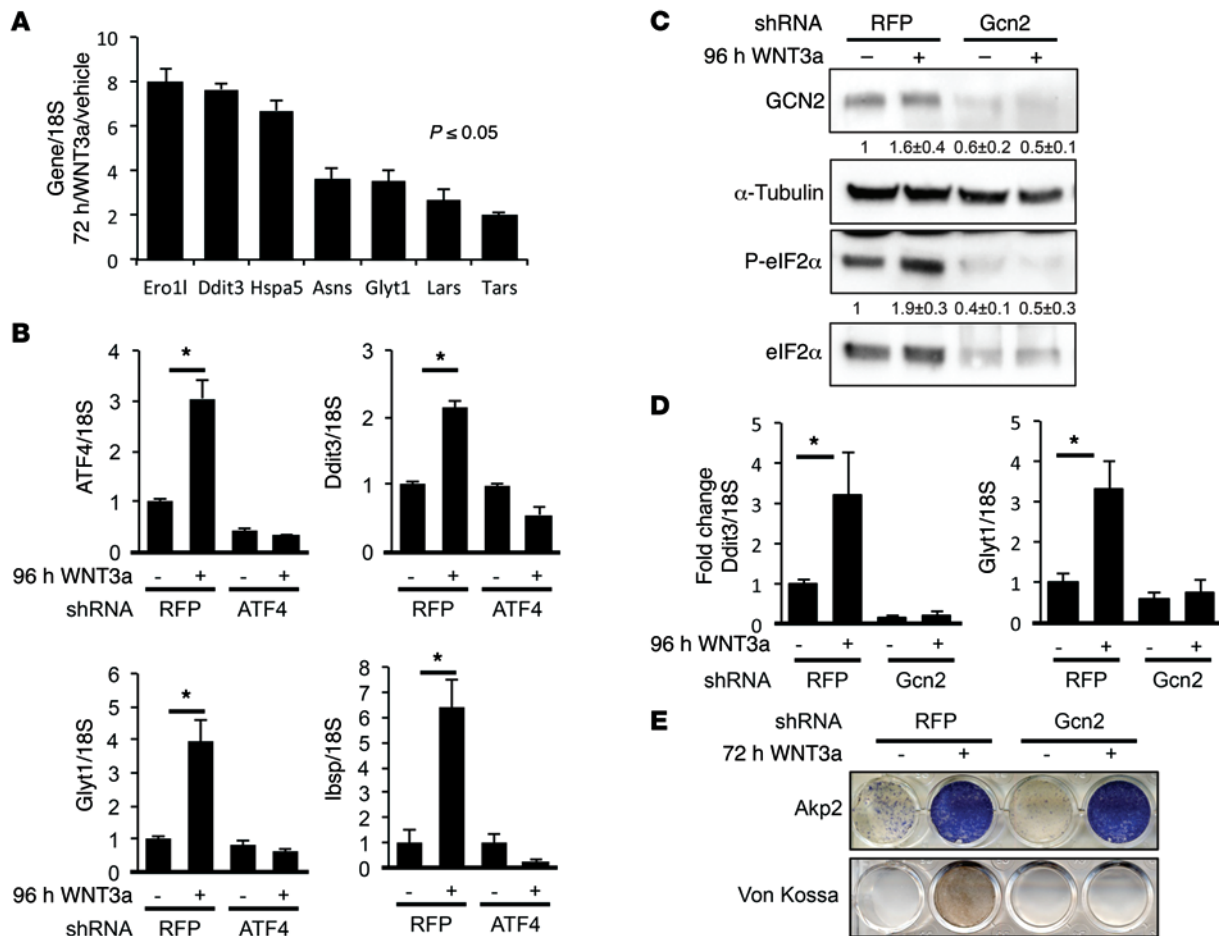 A
Gene/18S
72 h/WNT3a/vehicle
10
8
6
4
2
0
P ≤ 0.05
Ero1l Ddit3 Hspa5 Asns Glyt1 Lars Tars
B
ATF4/18S
4
3
2
1
0
*
96 h WNT3a - + - +
shRNA RFP ATF4
Ddit3/18S
3
2
1
0
*
- + - +
RFP ATF4
Glyt1/18S
6
5
4
3
2
1
0
*
96 h WNT3a - + - +
shRNA RFP ATF4
Ibsp/18S
8
7
6
5
4
3
2
1
0
*
- + - +
RFP ATF4
C
shRNA RFP Gcn2
96 h WNT3a – + – +
GCN2
1 1.6±0.4 0.6±0.2 0.5±0.1
α-Tubulin
P-eIF2α
1 1.9±0.3 0.4±0.1 0.5±0.3
eIF2α
D
Fold change
Ddit3/18S
5
4
3
2
1
0
*
96 h WNT3a - + - +
shRNA RFP Gcn2
Glyt1/18S
5
4
3
2
1
0
*
- + - +
RFP Gcn2
E
shRNA RFP Gcn2
72 h WNT3a - + - +
Akp2
Von Kossa